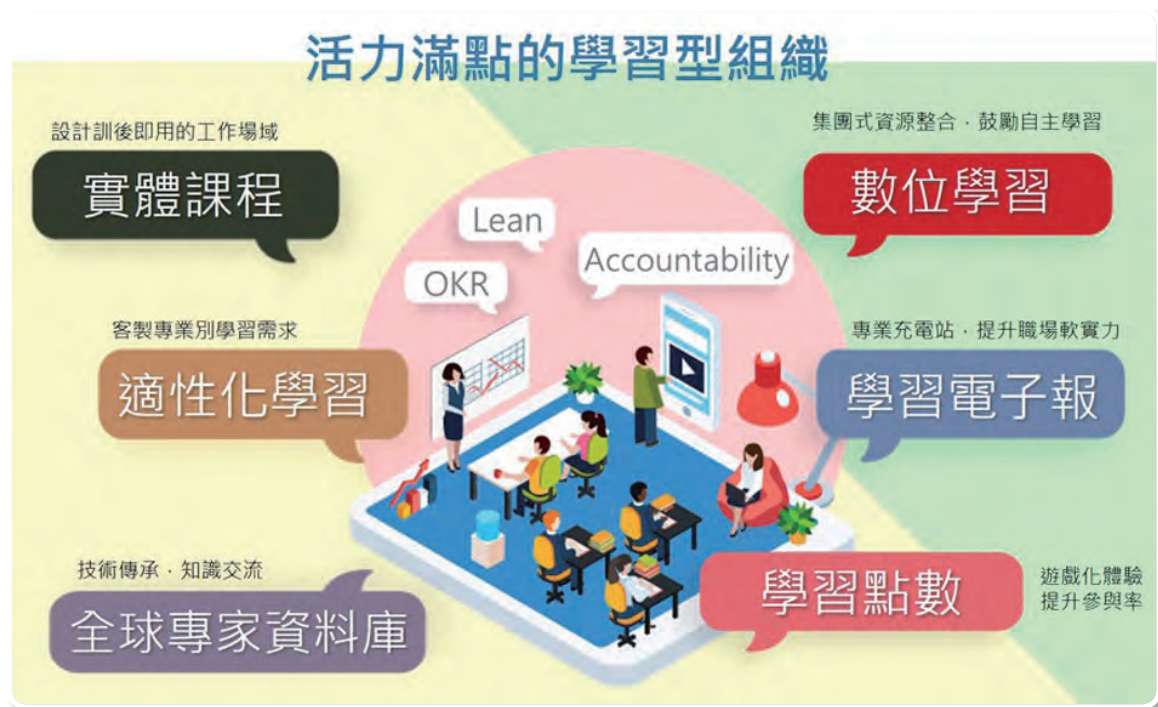 活力滿點的學習型組織
設計訓後即用的工作場域
實體課程
集團式資源整合．鼓勵自主學習
數位學習
Lean
Accountability
OKR
客製專業別學習需求
適性化學習
專業充電站．提升職場軟實力
學習電子報
技術傳承．知識交流
全球專家資料庫
學習點數
遊戲化體驗
提升參與率